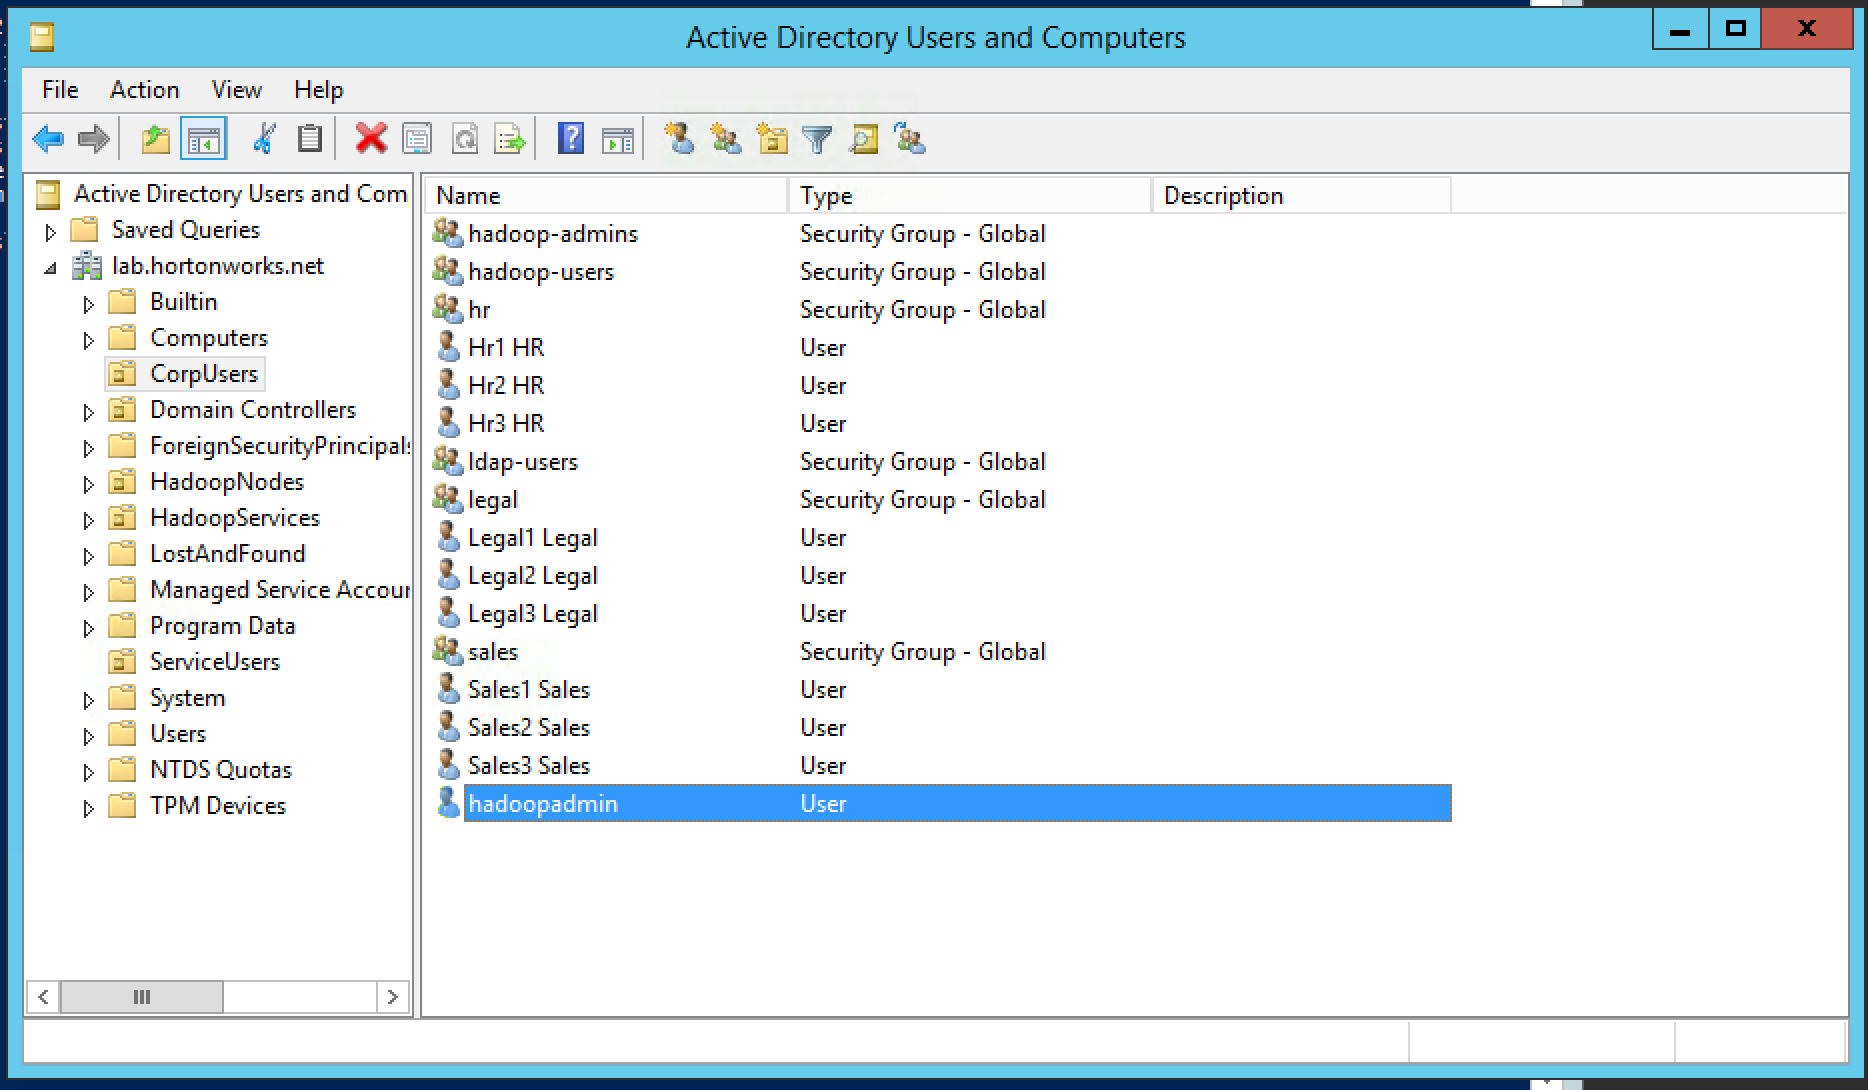 Active Directory Users and Computers
File Action View Help
Active Directory Users and Com
Saved Queries
lab.hortonworks.net
Builtin
Computers
CorpUsers
Domain Controllers
ForeignSecurityPrincipals
HadoopNodes
HadoopServices
LostAndFound
Managed Service Accour
Program Data
ServiceUsers
System
Users
NTDS Quotas
TPM Devices
Name Type Description
hadoop-admins Security Group - Global
hadoop-users Security Group - Global
hr Security Group - Global
Hr1 HR User
Hr2 HR User
Hr3 HR User
ldap-users Security Group - Global
legal Security Group - Global
Legal1 Legal User
Legal2 Legal User
Legal3 Legal User
sales Security Group - Global
Sales1 Sales User
Sales2 Sales User
Sales3 Sales User
hadoopadmin User